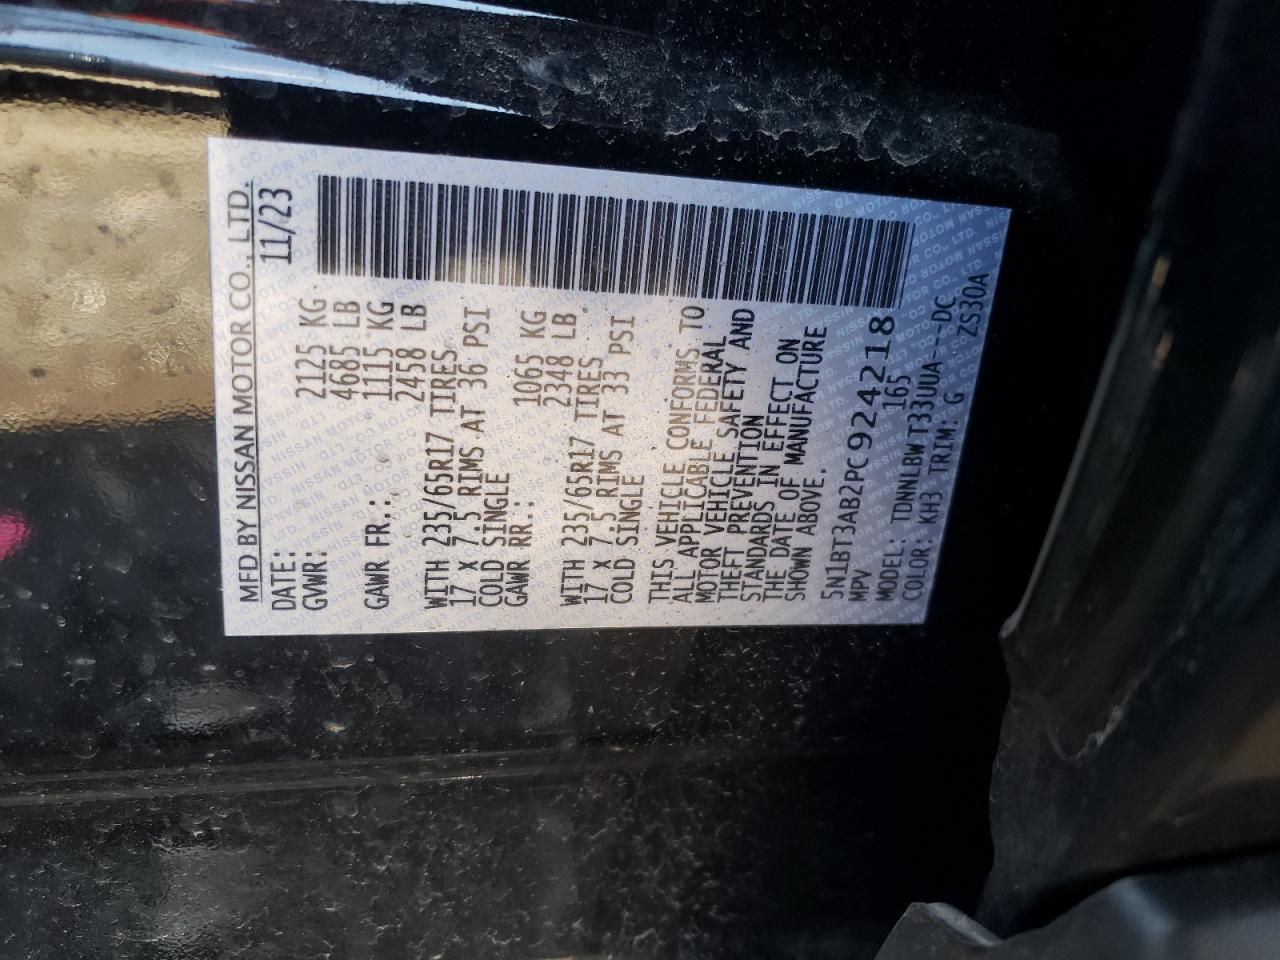 MFD BY NISSAN MOTOR CO., LTD.
DATE: 11/23
GVWR: 2125 KG
4685 LB
GAWR FR.: 1115 KG
2458 LB
WITH 235/65R17 TIRES
17 x 7.5 RIMS AT 36 PSI
COLD SINGLE
GAWR RR.: 1065 KG
2348 LB
WITH 235/65R17 TIRES
17 x 7.5 RIMS AT 33 PSI
COLD SINGLE
THIS VEHICLE CONFORMS TO
ALL APPLICABLE FEDERAL
MOTOR VEHICLE SAFETY AND
THEFT PREVENTION
STANDARDS IN EFFECT ON
THE DATE OF MANUFACTURE
SHOWN ABOVE.
5N1BT3AB2PC924218
MPV 165
MODEL: TDNNLBWT33UUA-/DC
COLOR: KH3 TRIM: G ZS30A